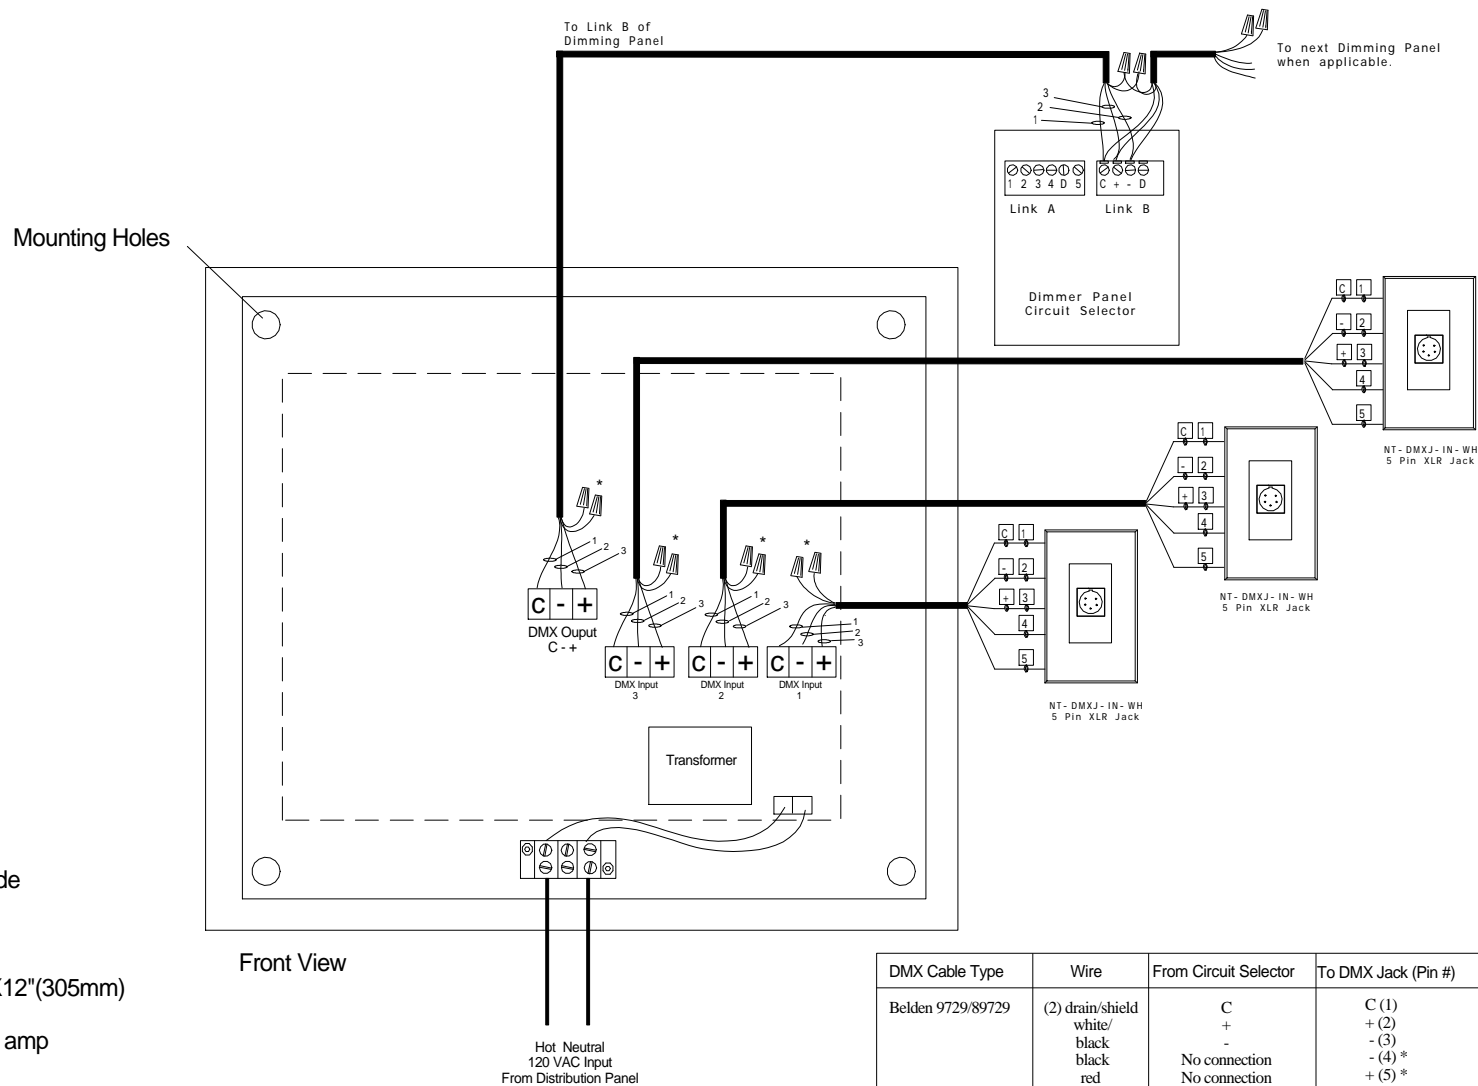 To Link B of
Dimming Panel
To next Dimming Panel
when applicable.
3
2
1
1 2 3 4 D 5
C + - D
Link A
Link B
Dimmer Panel
Circuit Selector
Mounting Holes
C 1
- 2
+ 3
4
5
NT-DMXJ-IN-WH
5 Pin XLR Jack
C 1
- 2
+ 3
4
5
NT-DMXJ-IN-WH
5 Pin XLR Jack
C 1
- 2
+ 3
4
5
NT-DMXJ-IN-WH
5 Pin XLR Jack
*
1
2
3
C - +
DMX Ouput
C - +
*
1
2
3
C - +
DMX Input
3
*
1
2
3
C - +
DMX Input
2
*
1
2
3
C - +
DMX Input
1
Transformer
de
X12"(305mm)
amp
Front View
Hot Neutral
120 VAC Input
From Distribution Panel
DMX Cable Type Wire From Circuit Selector To DMX Jack (Pin #)
Belden 9729/89729 (2) drain/shield C C (1)
white/ + + (2)
black - - (3)
black No connection - (4) *
red No connection + (5) *